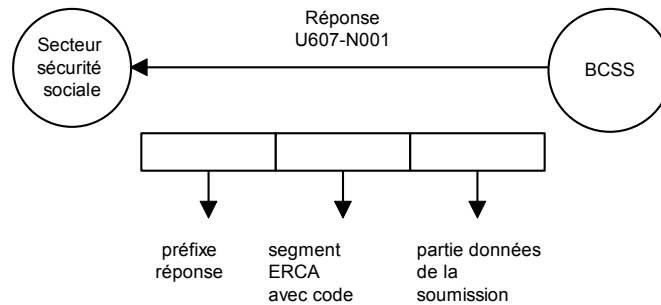 Réponse
U607-N001
Secteur
sécurité
sociale
BCSS
préfixe
réponse
segment
ERCA
avec code
partie données
de la
soumission